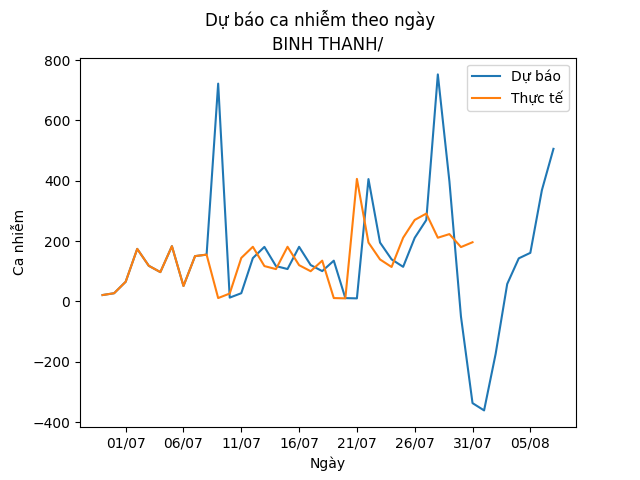 Dự báo ca nhiễm theo ngày
BINH THANH/
Dự báo
Thực tế
Ca nhiễm
800
600
400
200
0
−200
−400
01/07 06/07 11/07 16/07 21/07 26/07 31/07 05/08
Ngày